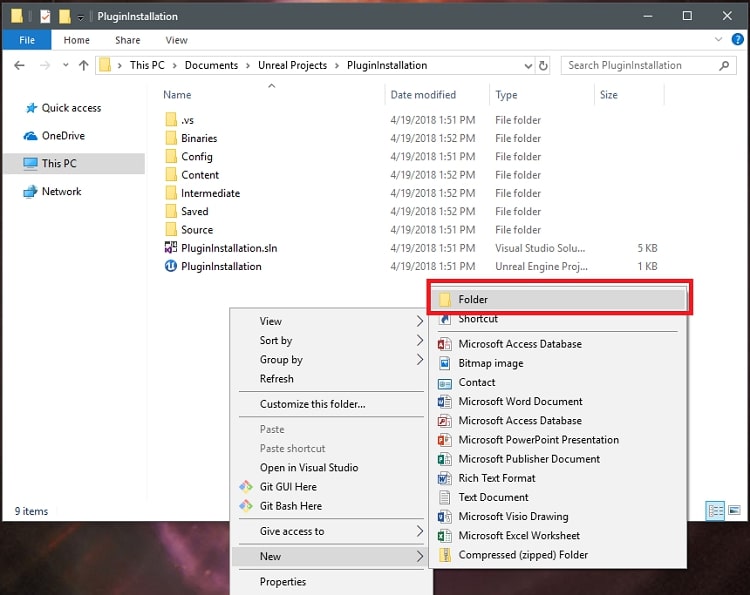 PluginInstallation
File Home Share View
This PC Documents Unreal Projects PluginInstallation Search PluginInstallation
Name Date modified Type Size
Quick access
OneDrive
This PC
Network
.vs 4/19/2018 1:51 PM File folder
Binaries 4/19/2018 1:52 PM File folder
Config 4/19/2018 1:51 PM File folder
Content 4/19/2018 1:52 PM File folder
Intermediate 4/19/2018 1:52 PM File folder
Saved 4/19/2018 1:52 PM File folder
Source 4/19/2018 1:51 PM File folder
PluginInstallation.sln 4/19/2018 1:51 PM Visual Studio Solu... 5 KB
PluginInstallation 4/19/2018 1:51 PM Unreal Engine Proj... 1 KB
View
Sort by
Group by
Refresh
Customize this folder...
Paste
Paste shortcut
Open in Visual Studio
Git GUI Here
Git Bash Here
Give access to
New
Properties
Folder
Shortcut
Microsoft Access Database
Bitmap image
Contact
Microsoft Word Document
Microsoft Access Database
Microsoft PowerPoint Presentation
Microsoft Publisher Document
Rich Text Format
Text Document
Microsoft Visio Drawing
Microsoft Excel Worksheet
Compressed (zipped) Folder
9 items